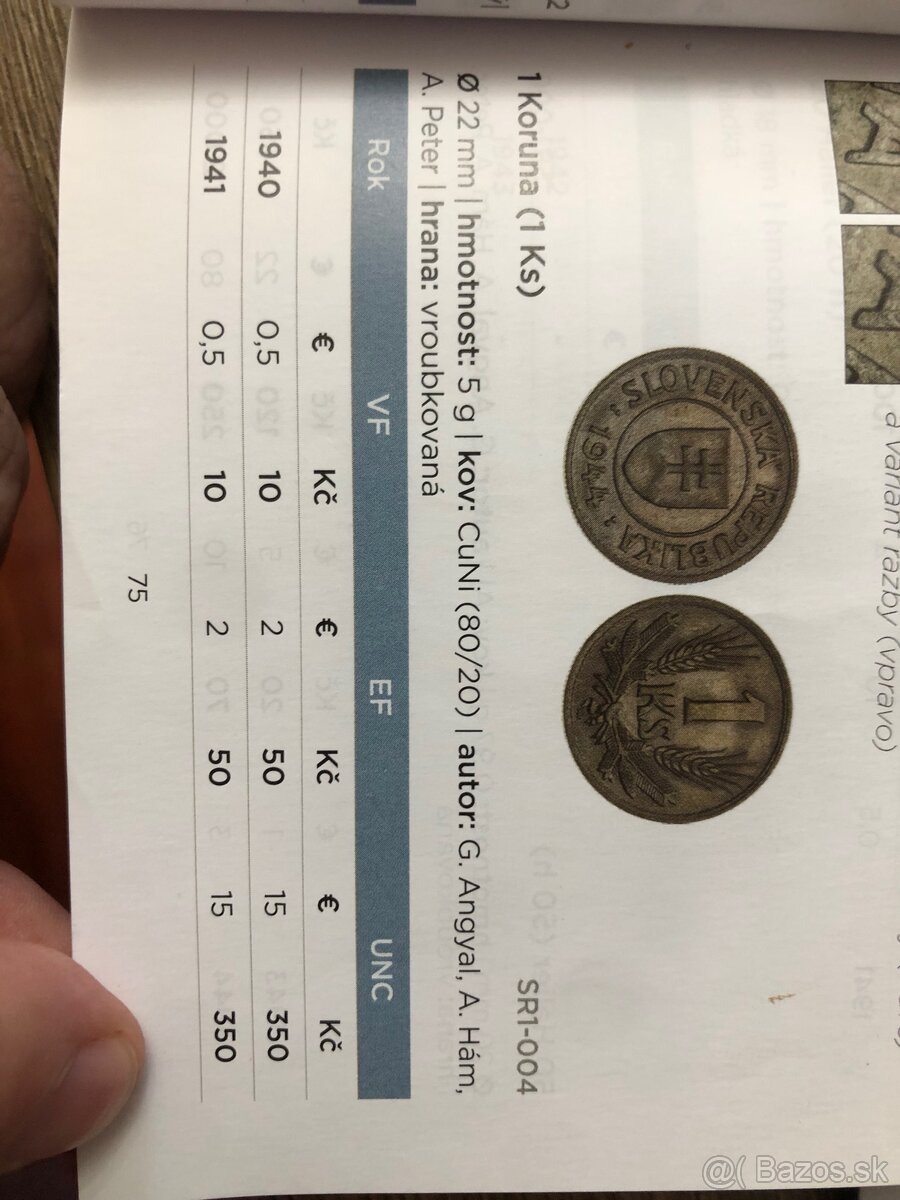 a variant ražby (vpravo)
1 Koruna (1 Ks) SR1-004
SLOVENSKA REPUBLIKA
1944
1
KS
Ø 22 mm | hmotnost: 5 g | kov: CuNi (80/20) | autor: G. Angyal, A. Hám,
A. Peter | hrana: vroubkovaná
Rok VF EF UNC
€ Kč € Kč € Kč
1940 0,5 10 2 50 15 350
1941 0,5 10 2 50 15 350
75
@( Bazos.sk